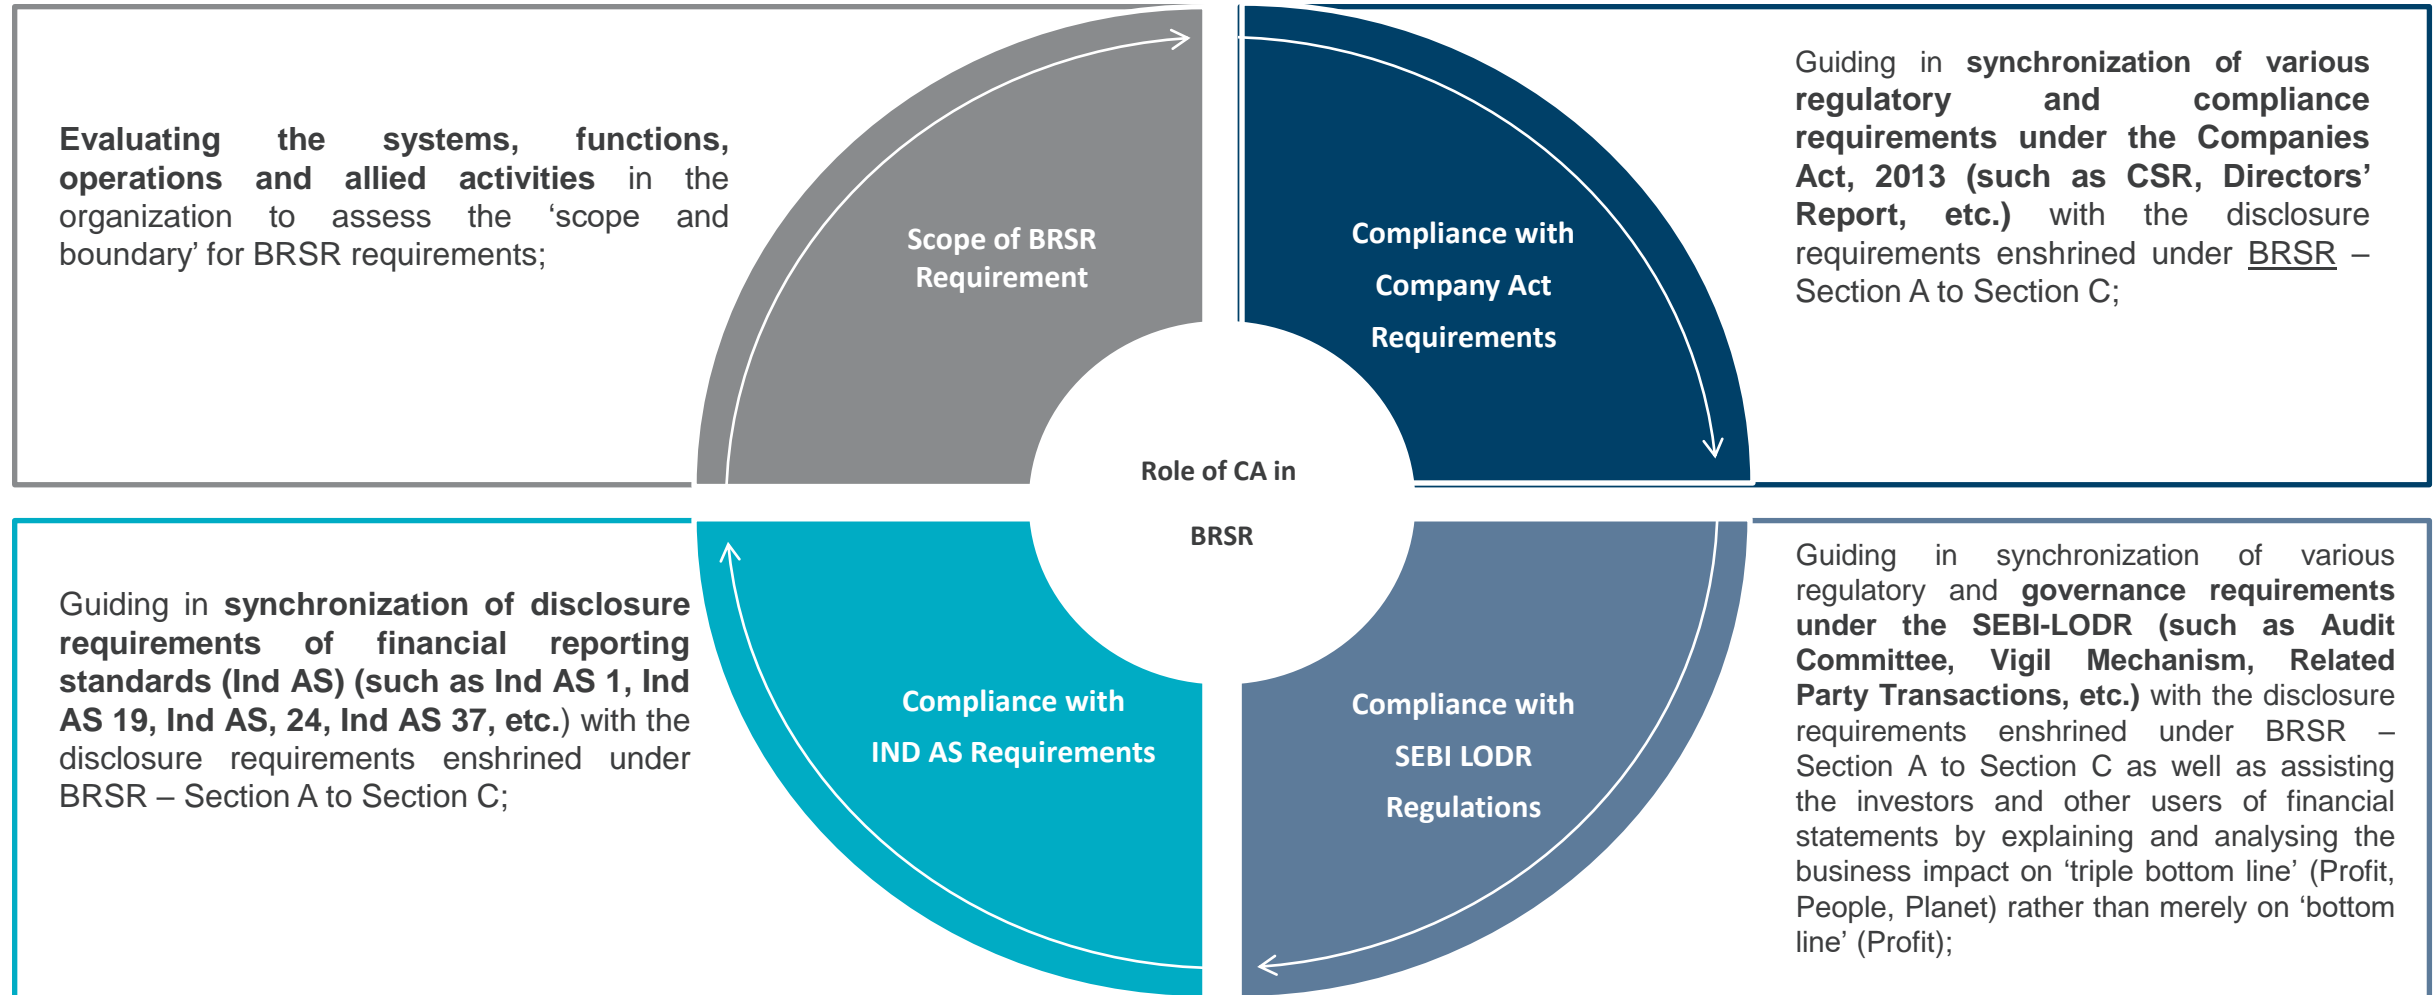 Evaluating the systems, functions,
operations and allied activities in the
organization to assess the ‘scope and
boundary’ for BRSR requirements;
Scope of BRSR
Requirement
Compliance with
Company Act
Requirements
Guiding in synchronization of various
regulatory and compliance
requirements under the Companies
Act, 2013 (such as CSR, Directors’
Report, etc.) with the disclosure
requirements enshrined under BRSR –
Section A to Section C;
Role of CA in
BRSR
Guiding in synchronization of disclosure
requirements of financial reporting
standards (Ind AS) (such as Ind AS 1, Ind
AS 19, Ind AS, 24, Ind AS 37, etc.) with the
disclosure requirements enshrined under
BRSR – Section A to Section C;
Compliance with
IND AS Requirements
Compliance with
SEBI LODR
Regulations
Guiding in synchronization of various
regulatory and governance requirements
under the SEBI-LODR (such as Audit
Committee, Vigil Mechanism, Related
Party Transactions, etc.) with the disclosure
requirements enshrined under BRSR –
Section A to Section C as well as assisting
the investors and other users of financial
statements by explaining and analysing the
business impact on ‘triple bottom line’ (Profit,
People, Planet) rather than merely on ‘bottom
line’ (Profit);